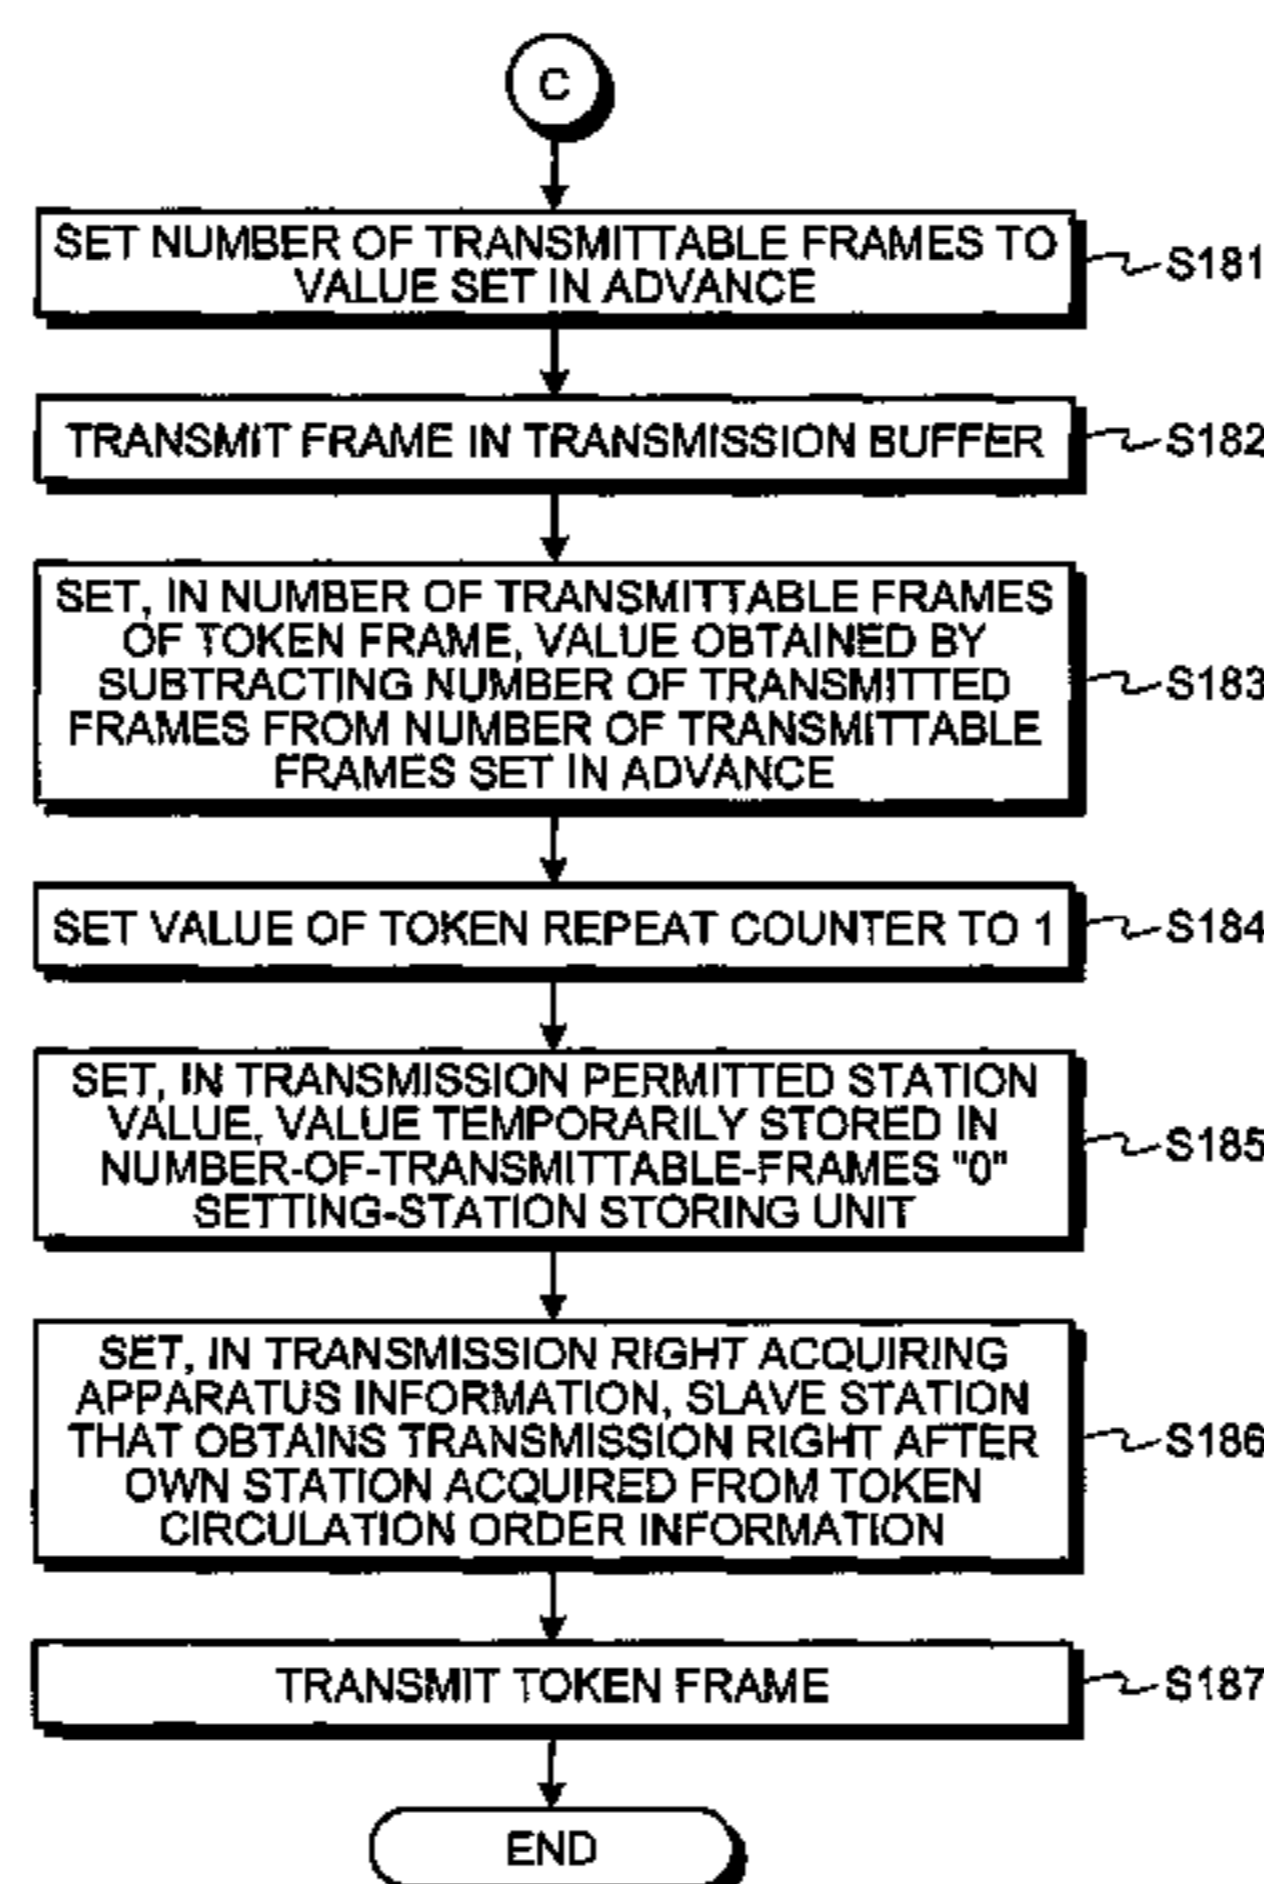 C
SET NUMBER OF TRANSMITTABLE FRAMES TO
VALUE SET IN ADVANCE
S181
TRANSMIT FRAME IN TRANSMISSION BUFFER
S182
SET, IN NUMBER OF TRANSMITTABLE FRAMES
OF TOKEN FRAME, VALUE OBTAINED BY
SUBTRACTING NUMBER OF TRANSMITTED
FRAMES FROM NUMBER OF TRANSMITTABLE
FRAMES SET IN ADVANCE
S183
SET VALUE OF TOKEN REPEAT COUNTER TO 1
S184
SET, IN TRANSMISSION PERMITTED STATION
VALUE, VALUE TEMPORARILY STORED IN
NUMBER-OF-TRANSMITTABLE-FRAMES "0"
SETTING-STATION STORING UNIT
S185
SET, IN TRANSMISSION RIGHT ACQUIRING
APPARATUS INFORMATION, SLAVE STATION
THAT OBTAINS TRANSMISSION RIGHT AFTER
OWN STATION ACQUIRED FROM TOKEN
CIRCULATION ORDER INFORMATION
S186
TRANSMIT TOKEN FRAME
S187
END